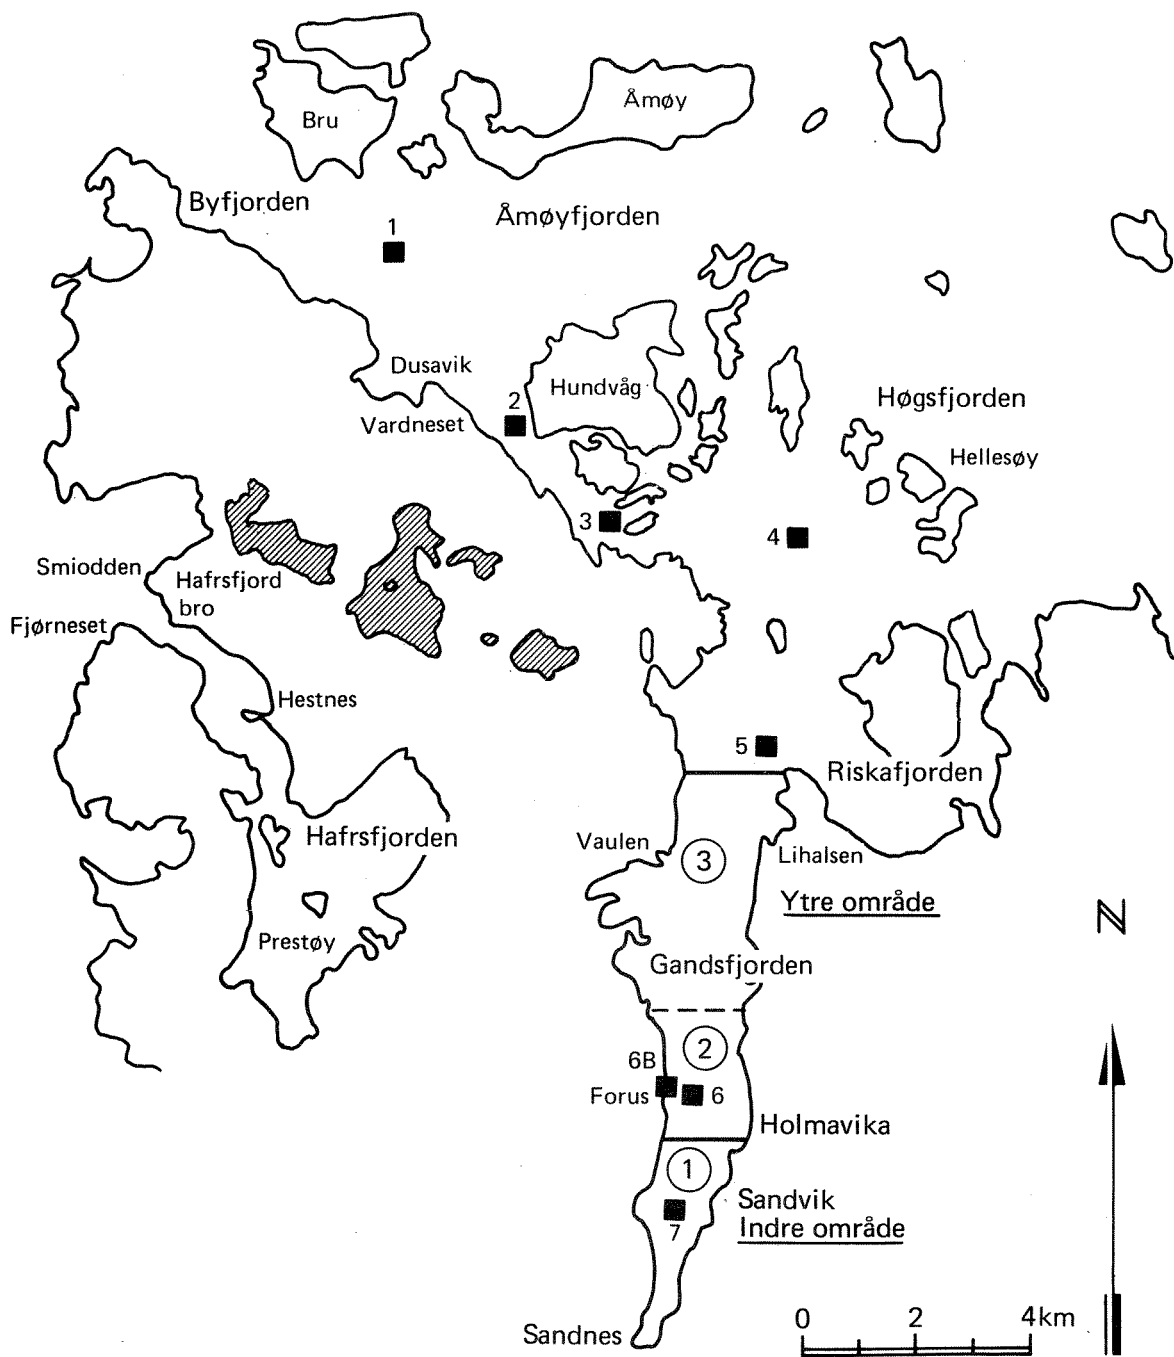 Åmøy
Bru
Byfjorden
Åmøyfjorden
1
Dusavik
Hundvåg
Høgsfjorden
2
Vardneset
Hellesøy
3
4
Smiodden
Hafrsfjord
bro
Fjørneset
Hestnes
5
Riskafjorden
Hafrsfjorden
Vaulen
3
Lihalsen
Ytre område
N
Prestøy
Gandsfjorden
2
6B
Forus
6
Holmavika
1
Sandvik
7
Indre område
0 2 4km
Sandnes